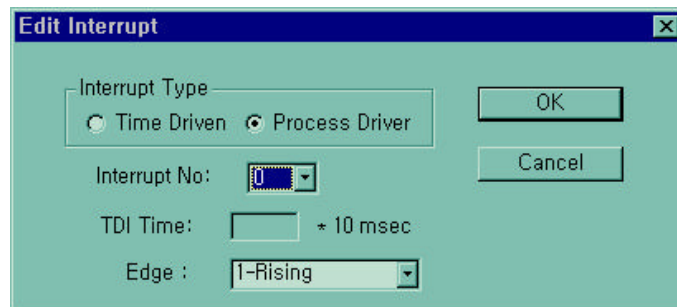 Edit Interrupt
Interrupt Type
Time Driven Process Driver
OK
Interrupt No: 0
Cancel
TDI Time: * 10 msec
Edge : 1-Rising